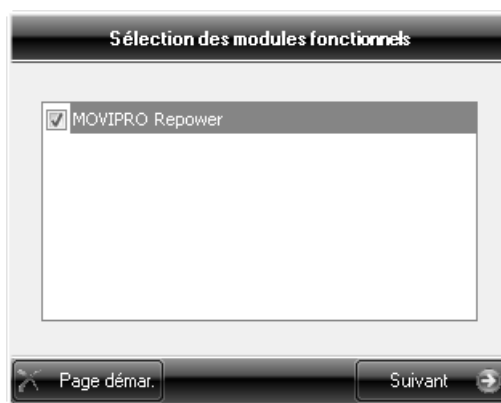 Sélection des modules fonctionnels
MOVIPRO Repower
Page démar.
Suivant